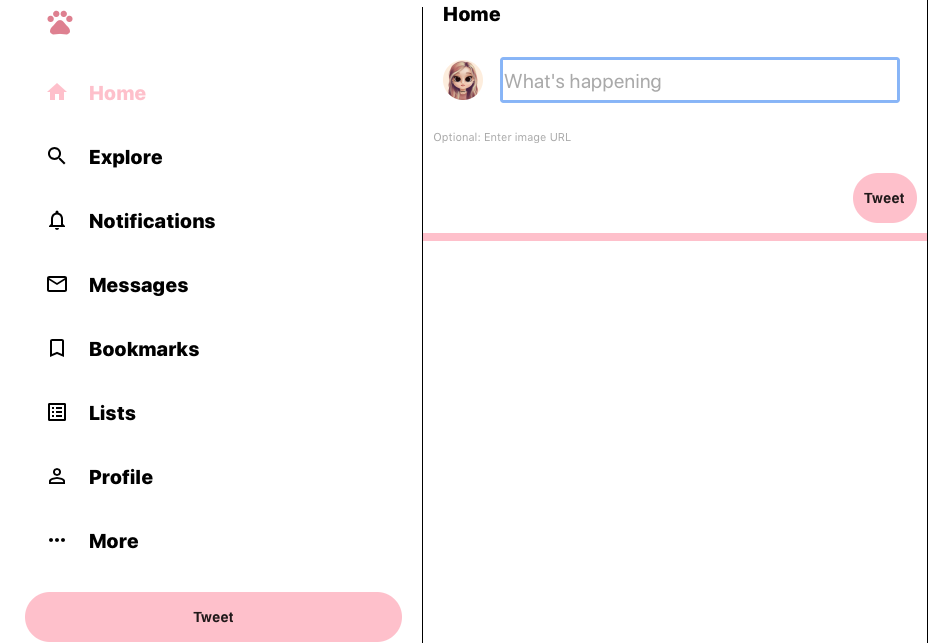 Home
Explore
Notifications
Messages
Bookmarks
Lists
Profile
More
Tweet
Home
What's happening
Optional: Enter image URL
Tweet